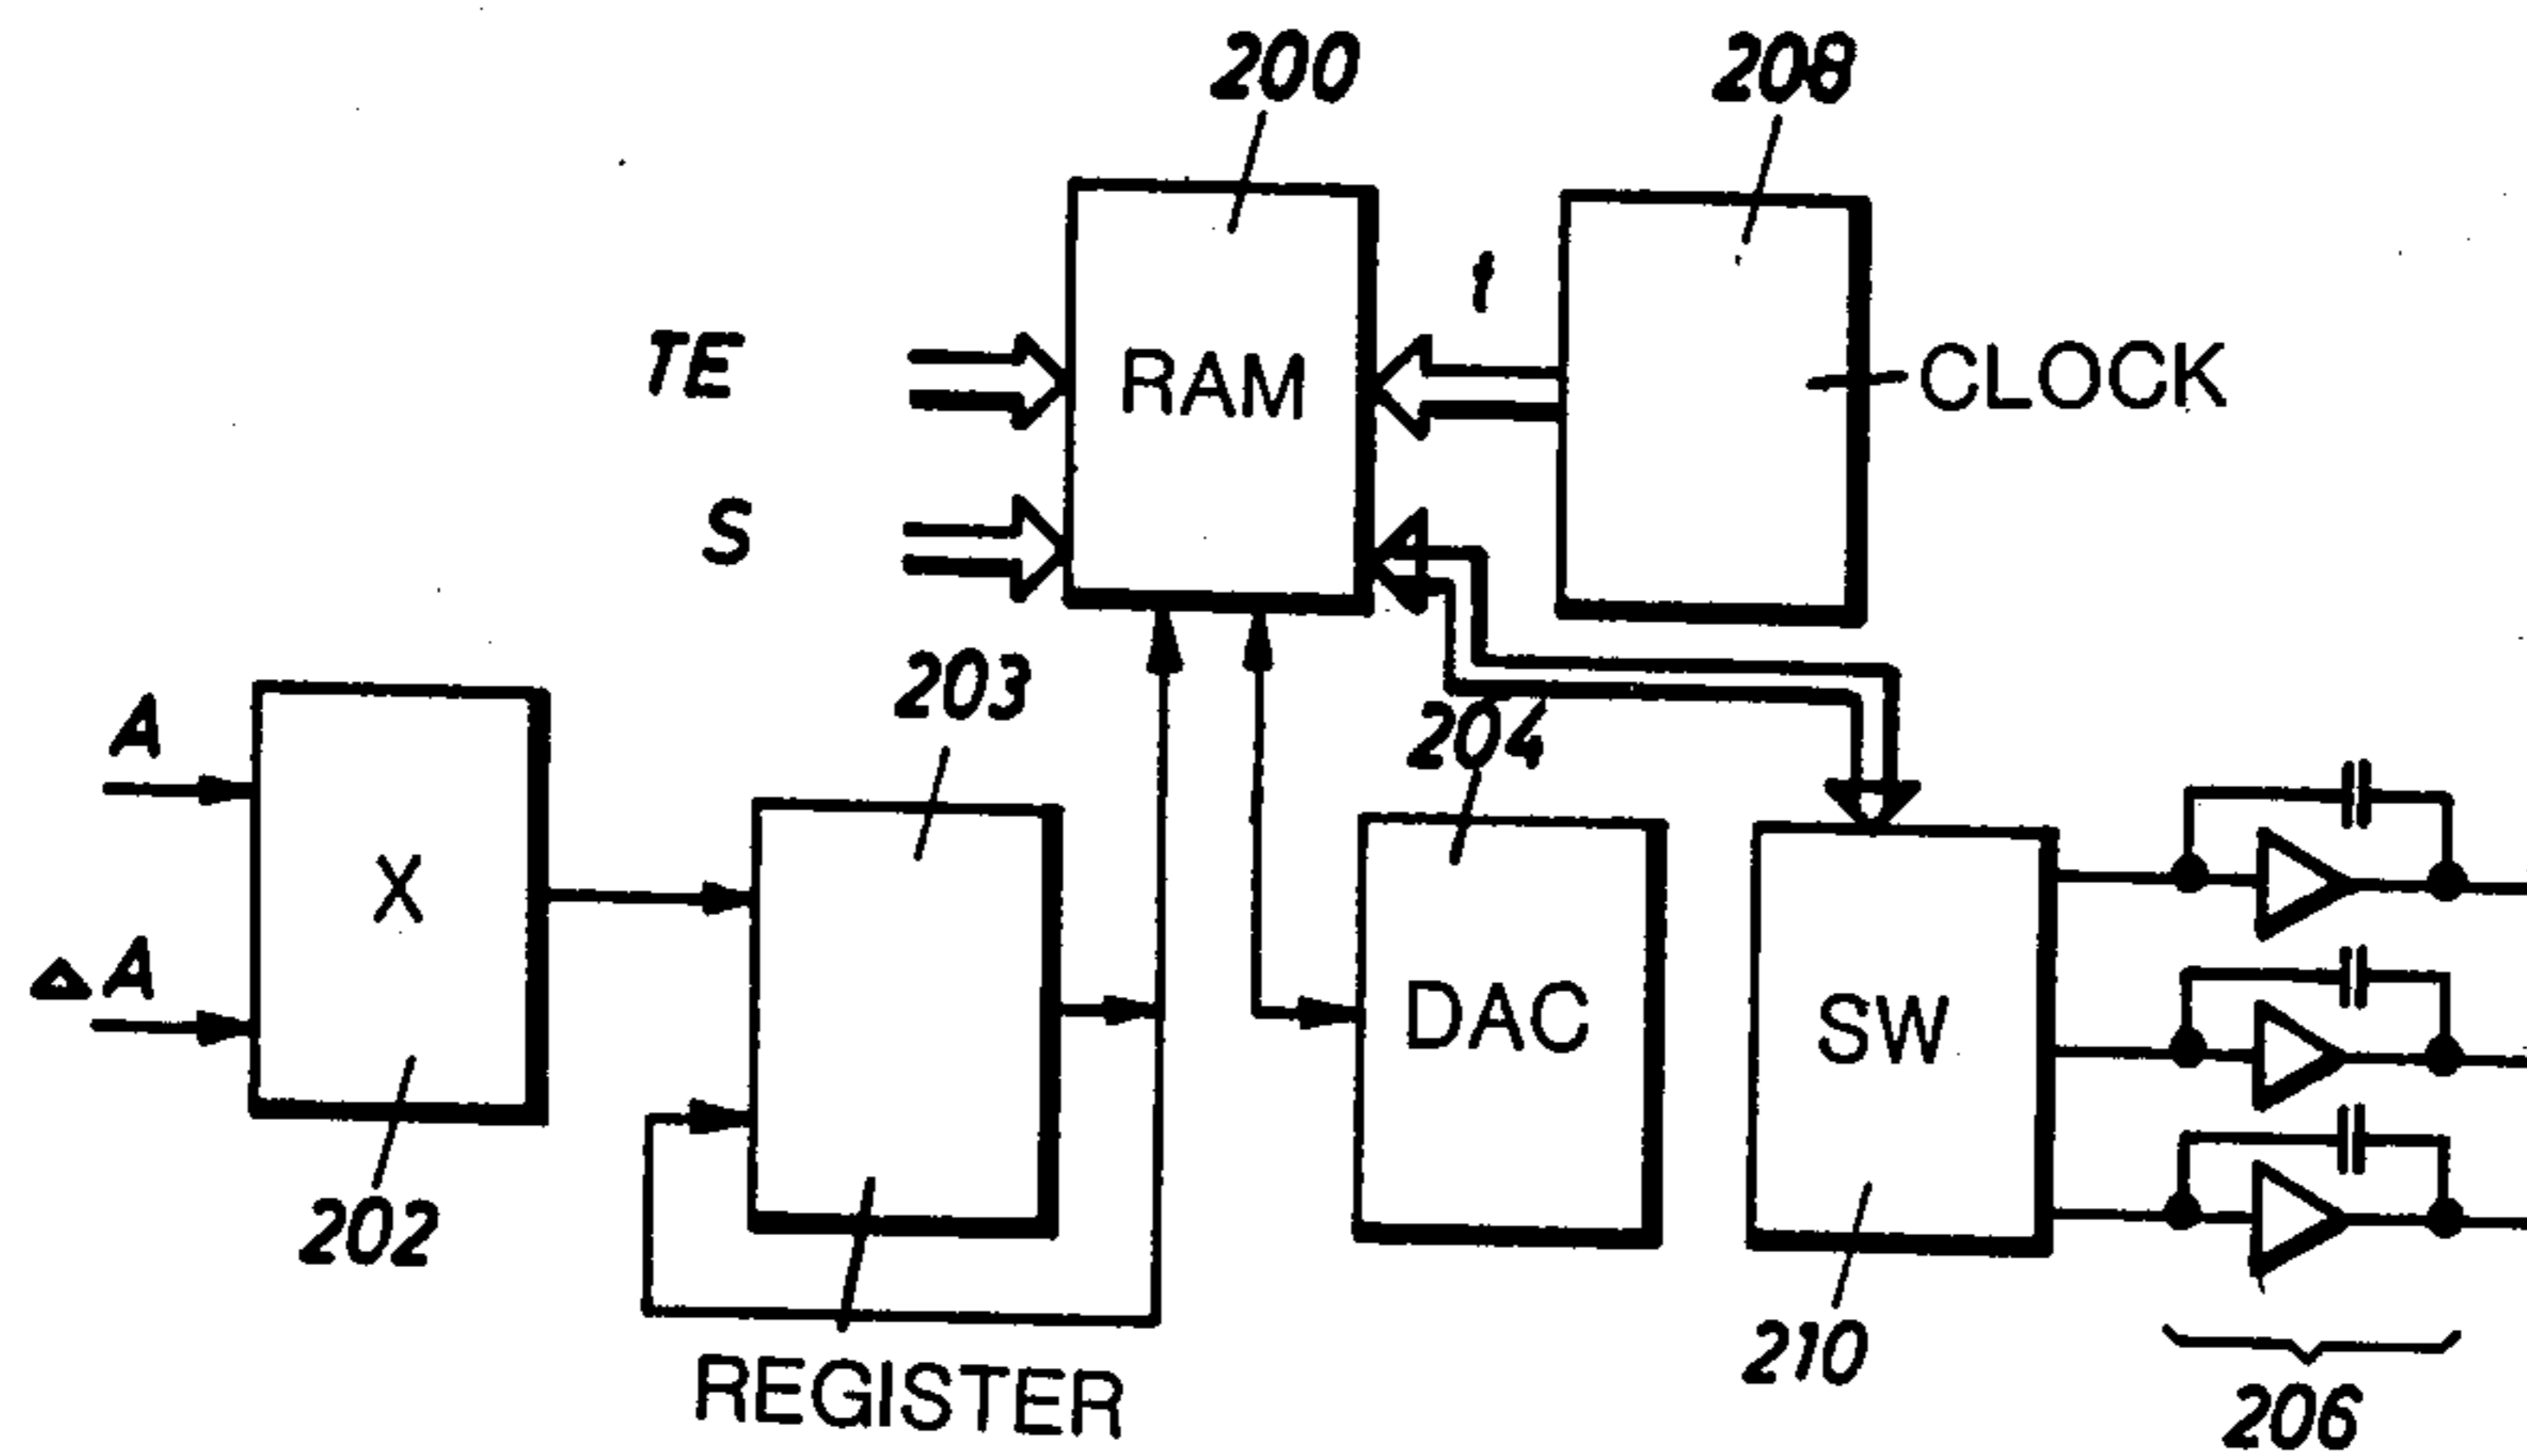 200
208
t
TE
RAM
CLOCK
S
203
A
204
X
ΔA
DAC
SW
202
210
REGISTER
206